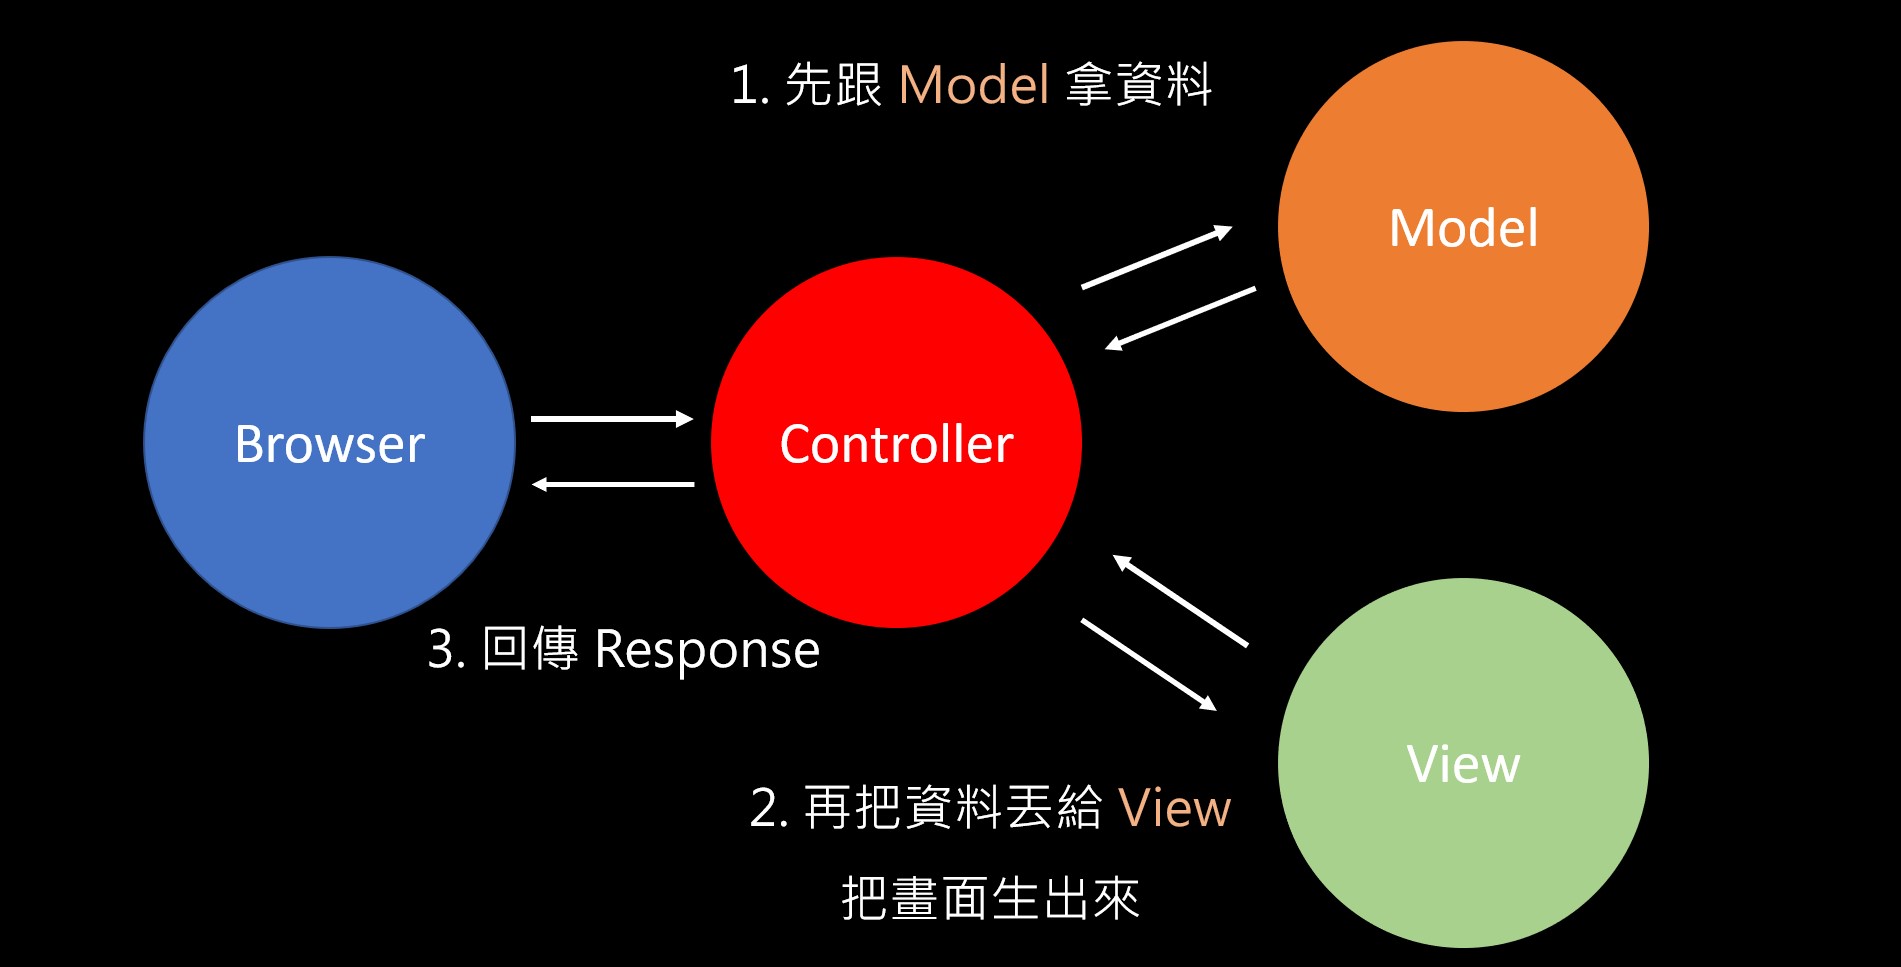 1. 先跟 Model 拿資料
Model
Browser
Controller
3. 回傳 Response
View
2. 再把資料丟給 View
把畫面生出來